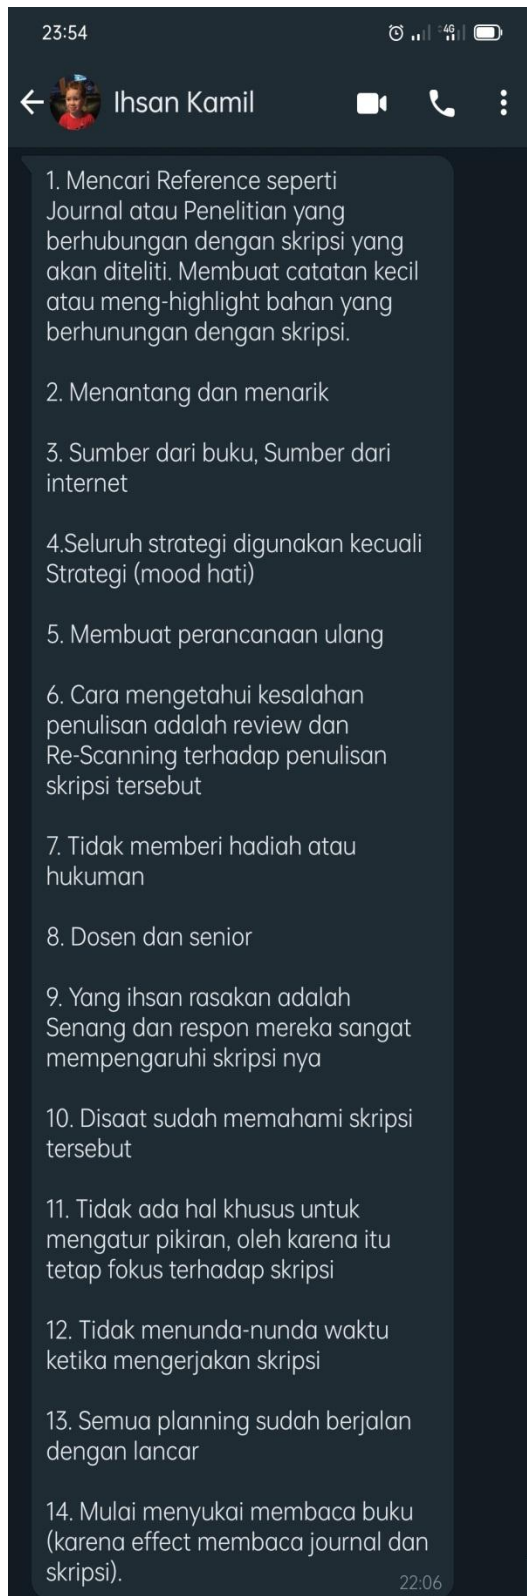 23:54
4G
Ihsan Kamil
1. Mencari Reference seperti
Journal atau Penelitian yang
berhubungan dengan skripsi yang
akan diteliti. Membuat catatan kecil
atau meng-highlight bahan yang
berhunungan dengan skripsi.
2. Menantang dan menarik
3. Sumber dari buku, Sumber dari
internet
4.Seluruh strategi digunakan kecuali
Strategi (mood hati)
5. Membuat perancanaan ulang
6. Cara mengetahui kesalahan
penulisan adalah review dan
Re-Scanning terhadap penulisan
skripsi tersebut
7. Tidak memberi hadiah atau
hukuman
8. Dosen dan senior
9. Yang ihsan rasakan adalah
Senang dan respon mereka sangat
mempengaruhi skripsi nya
10. Disaat sudah memahami skripsi
tersebut
11. Tidak ada hal khusus untuk
mengatur pikiran, oleh karena itu
tetap fokus terhadap skripsi
12. Tidak menunda-nunda waktu
ketika mengerjakan skripsi
13. Semua planning sudah berjalan
dengan lancar
14. Mulai menyukai membaca buku
(karena effect membaca journal dan
skripsi).
22:06